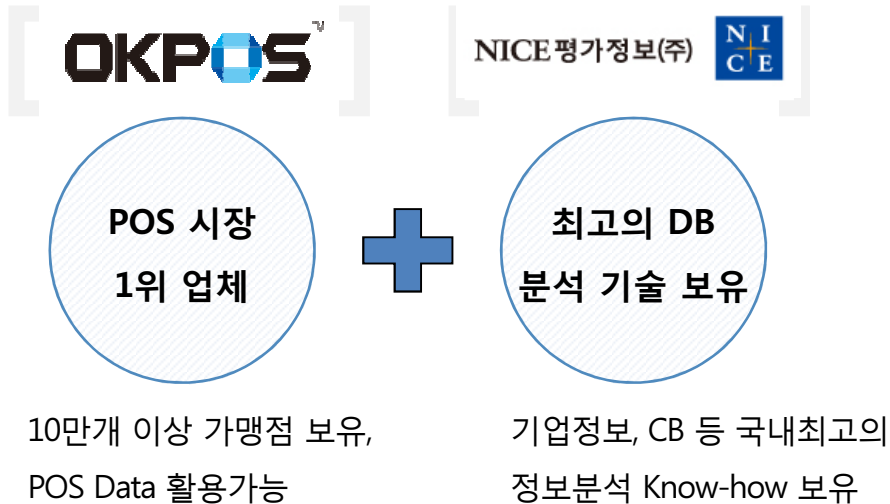 OKPOS
NICE평가정보(주)
N I
C E
POS 시장
1위 업체
최고의 DB
분석 기술 보유
10만개 이상 가맹점 보유,
POS Data 활용가능
기업정보, CB 등 국내최고의
정보분석 Know-how 보유